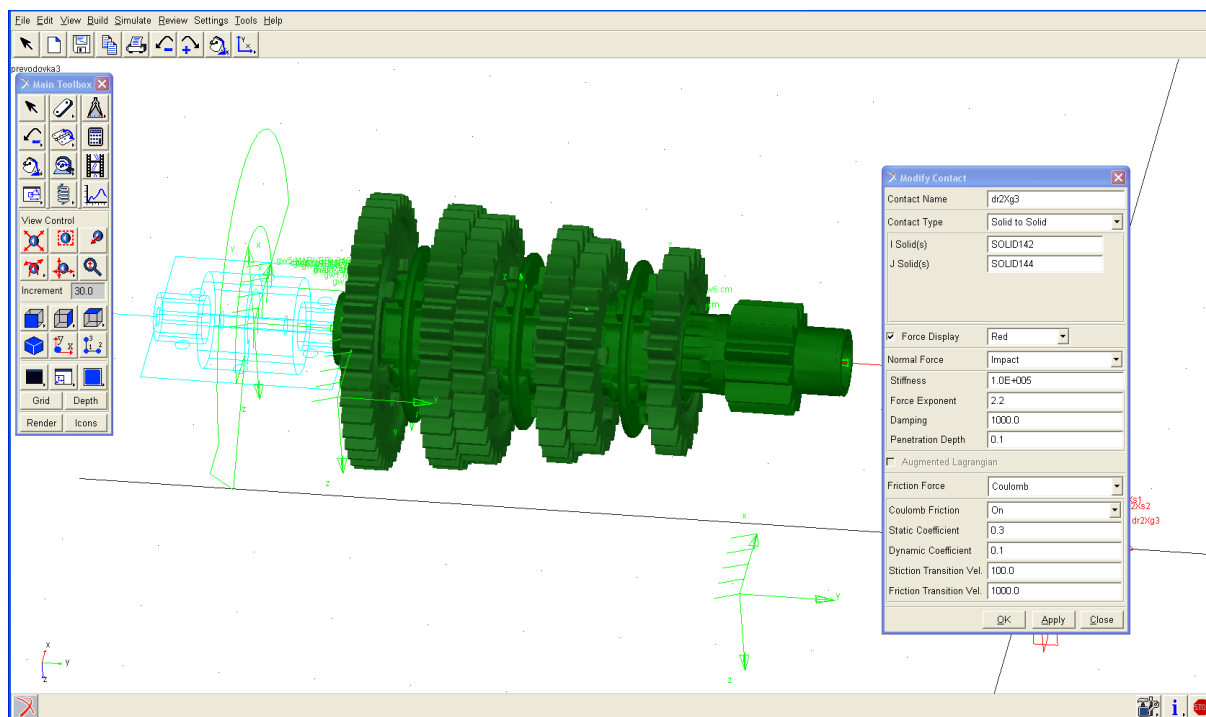 File Edit View Build Simulate Review Settings Tools Help
prevodovka3
Main Toolbox
View Control
Increment 30.0
Grid Depth
Render Icons
Modify Contact
Contact Name dr2Xg3
Contact Type Solid to Solid
I Solid(s) SOLID142
J Solid(s) SOLID144
Force Display Red
Normal Force Impact
Stiffness 1.0E+005
Force Exponent 2.2
Damping 1000.0
Penetration Depth 0.1
Augmented Lagrangian
Friction Force Coulomb
Coulomb Friction On
Static Coefficient 0.3
Dynamic Coefficient 0.1
Stiction Transition Vel. 100.0
Friction Transition Vel. 1000.0
OK Apply Close
dr2Xg3
x
y
z
x
y
z
STOP